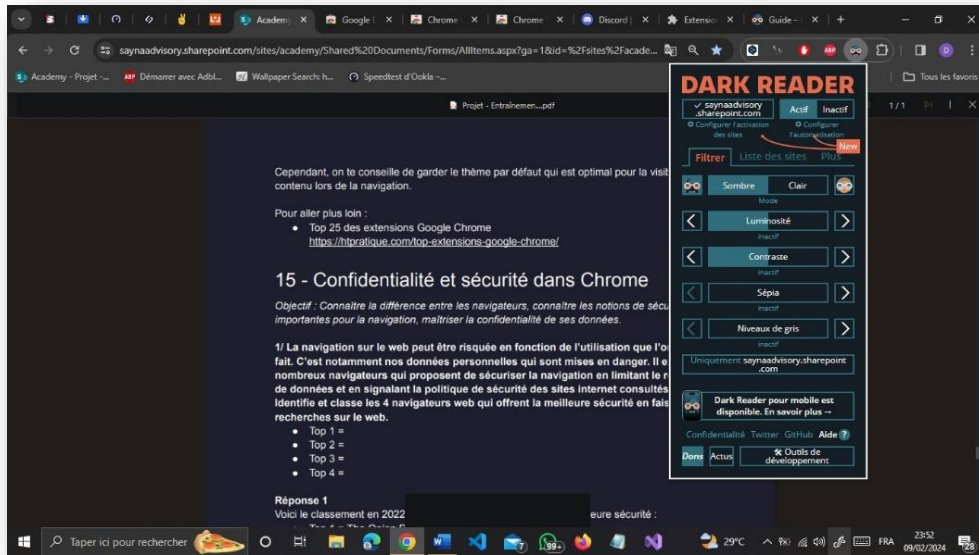 Academy
Google
Chrome
Chrome
Discord
Extension
Guide –
saynaadvisory.sharepoint.com/sites/academy/Shared%20Documents/Forms/AllItems.aspx?ga=1&id=%2Fsites%2Facade...
Academy - Projet -...
Démarrer avec Adbl...
Wallpaper Search: h...
Speedtest d'Ookla –...
Tous les favoris
Projet - Entraînemen...pdf
1/1
Cependant, on te conseille de garder le thème par défaut qui est optimal pour la visib
contenu lors de la navigation.
Pour aller plus loin :
• Top 25 des extensions Google Chrome
https://htpratique.com/top-extensions-google-chrome/
15 - Confidentialité et sécurité dans Chrome
Objectif : Connaître la différence entre les navigateurs, connaître les notions de sécu
importantes pour la navigation, maîtriser la confidentialité de ses données.
1/ La navigation sur le web peut être risquée en fonction de l'utilisation que l'o
fait. C'est notamment nos données personnelles qui sont mises en danger. Il e
nombreux navigateurs qui proposent de sécuriser la navigation en limitant le r
de données et en signalant la politique de sécurité des sites internet consultés
Identifie et classe les 4 navigateurs web qui offrent la meilleure sécurité en fais
recherches sur le web.
• Top 1 =
• Top 2 =
• Top 3 =
• Top 4 =
Réponse 1
Voici le classement en 2022 eure sécurité :
DARK READER
saynaadvisory
.sharepoint.com
Actif Inactif
Configurer l'activation
des sites
Configurer
l'automatisation
New
Filtrer Liste des sites Plus
Sombre Clair
Mode
Luminosité
inactif
Contraste
inactif
Sépia
inactif
Niveaux de gris
inactif
Uniquement saynaadvisory.sharepoint
.com
Dark Reader pour mobile est
disponible. En savoir plus →
Confidentialité Twitter GitHub Aide ?
Dons Actus Outils de
développement
Taper ici pour rechercher
99+
29°C
FRA
23:52
09/02/2024